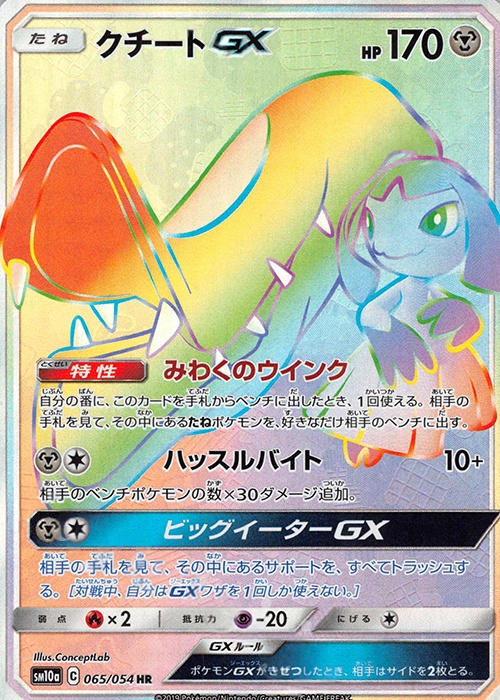 たね クチートGX HP 170
特性 みわくのウインク
自分の番に、このカードを手札からベンチに出したとき、1回使える。相手の
手札を見て、その中にあるたねポケモンを、好きなだけ相手のベンチに出す。
ハッスルバイト 10+
相手のベンチポケモンの数×30ダメージ追加。
ビッグイーターGX
相手の手札を見て、その中にあるサポートを、すべてトラッシュす
る。[対戦中、自分はGXワザを1回しか使えない。]
弱点 ×2 抵抗力 -20 にげる
Illus.ConceptLab GXルール
sm10a C 065/054 HR ポケモンGXがきぜつしたとき、相手はサイドを2枚とる。
©2019 Pokémon/Nintendo/Creatures/GAMEFREAK